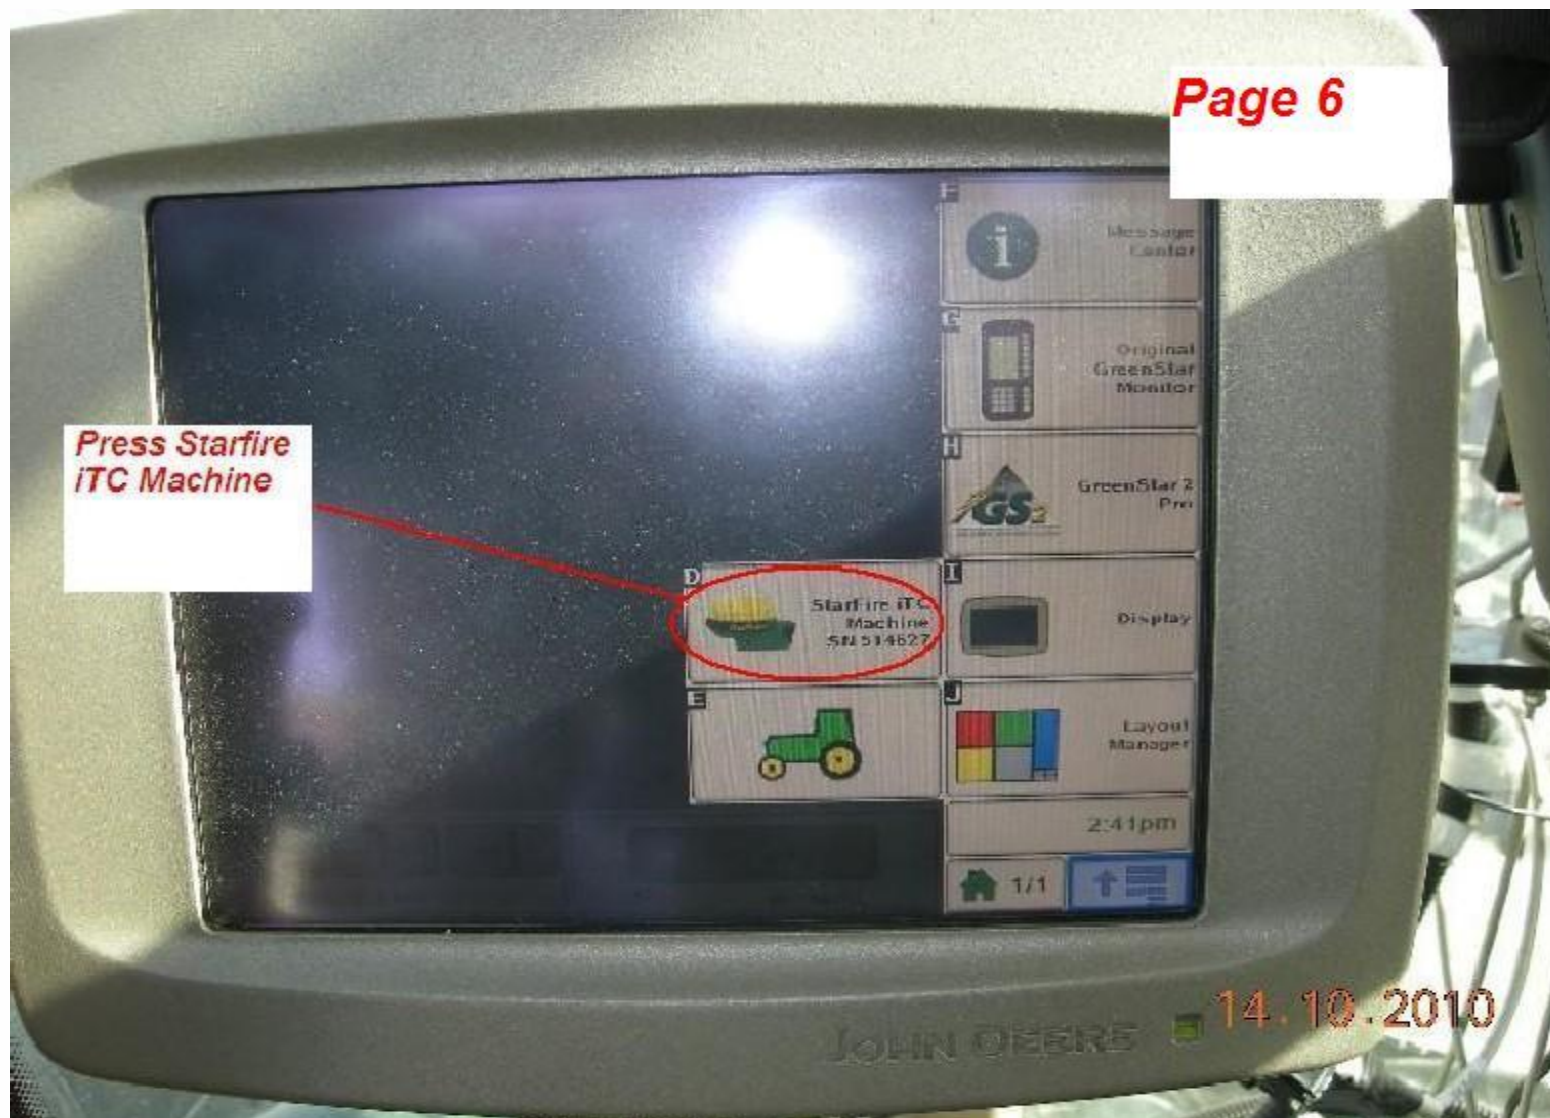 Page 6
F
Message
Center
G
Original
GreenStar
Monitor
Press Starfire
iTC Machine
H
GS2
GreenStar 2
Pro
D
StarFire iTC
Machine
SN 514627
I
Display
E
J
Layout
Manager
2:41pm
1/1
14.10.2010
JOHN DEERE